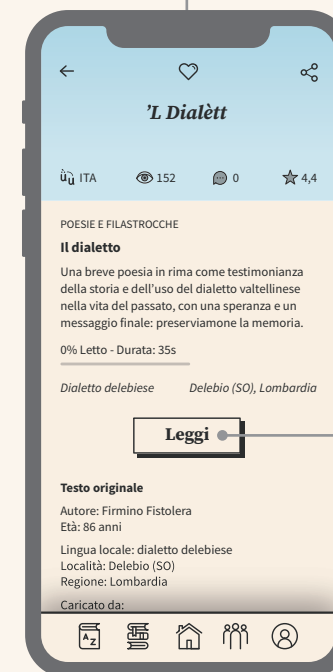 ’L Dialètt
ITA 152 0 4,4
POESIE E FILASTROCCHE
Il dialetto
Una breve poesia in rima come testimonianza
della storia e dell’uso del dialetto valtellinese
nella vita del passato, con una speranza e un
messaggio finale: preserviamone la memoria.
0% Letto - Durata: 35s
Dialetto delebiese Delebio (SO), Lombardia
Leggi
Testo originale
Autore: Firmino Fistolera
Età: 86 anni
Lingua locale: dialetto delebiese
Località: Delebio (SO)
Regione: Lombardia
Caricato da:
A Z